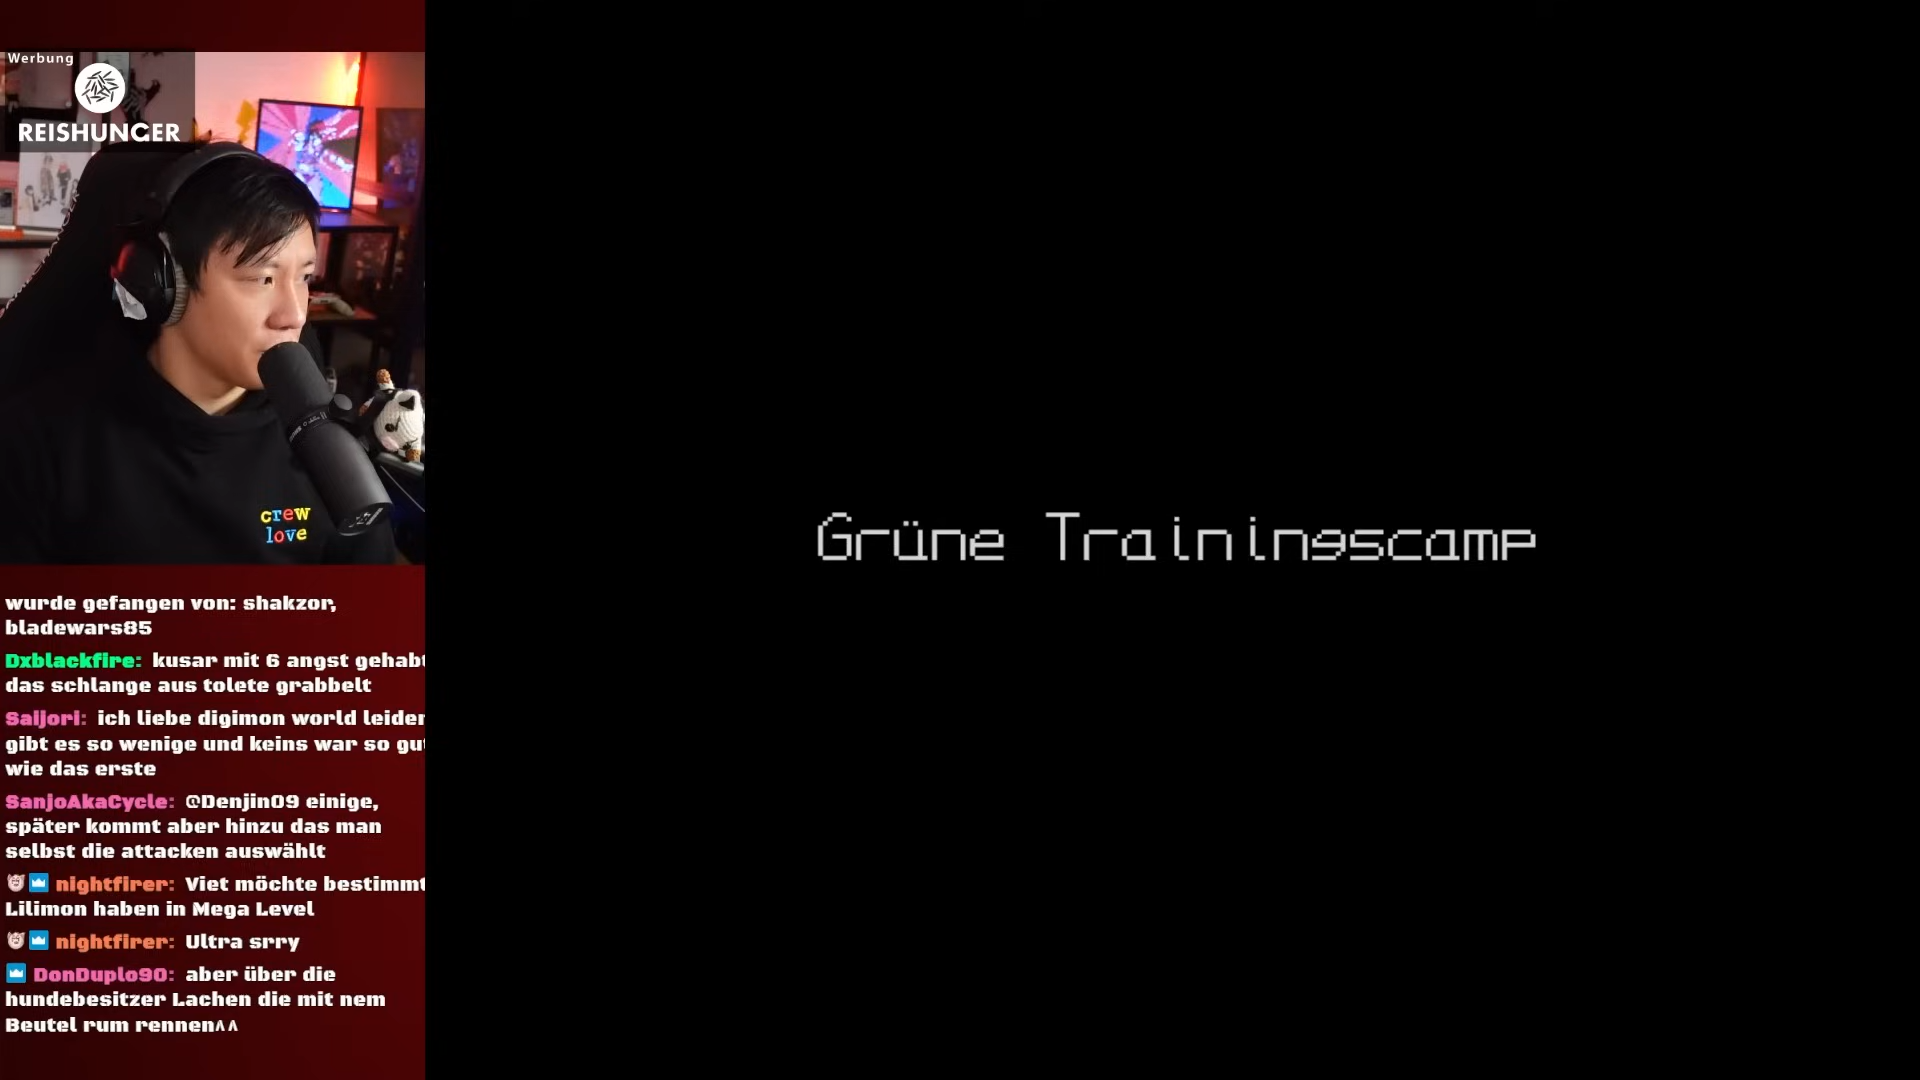 Werbung
REISHUNGER
crew
love
Grüne Trainingscamp
wurde gefangen von: shakzor,
bladewars85
Dxblackfire: kusar mit 6 angst gehabt
das schlange aus tolete grabbelt
Saijori: ich liebe digimon world leider
gibt es so wenige und keins war so gut
wie das erste
SanjoAkaCycle: @Denjin09 einige,
später kommt aber hinzu das man
selbst die attacken auswählt
nightfirer: Viet möchte bestimmt
Lilimon haben in Mega Level
nightfirer: Ultra srry
DonDuplo90: aber über die
hundebesitzer Lachen die mit nem
Beutel rum rennen^^